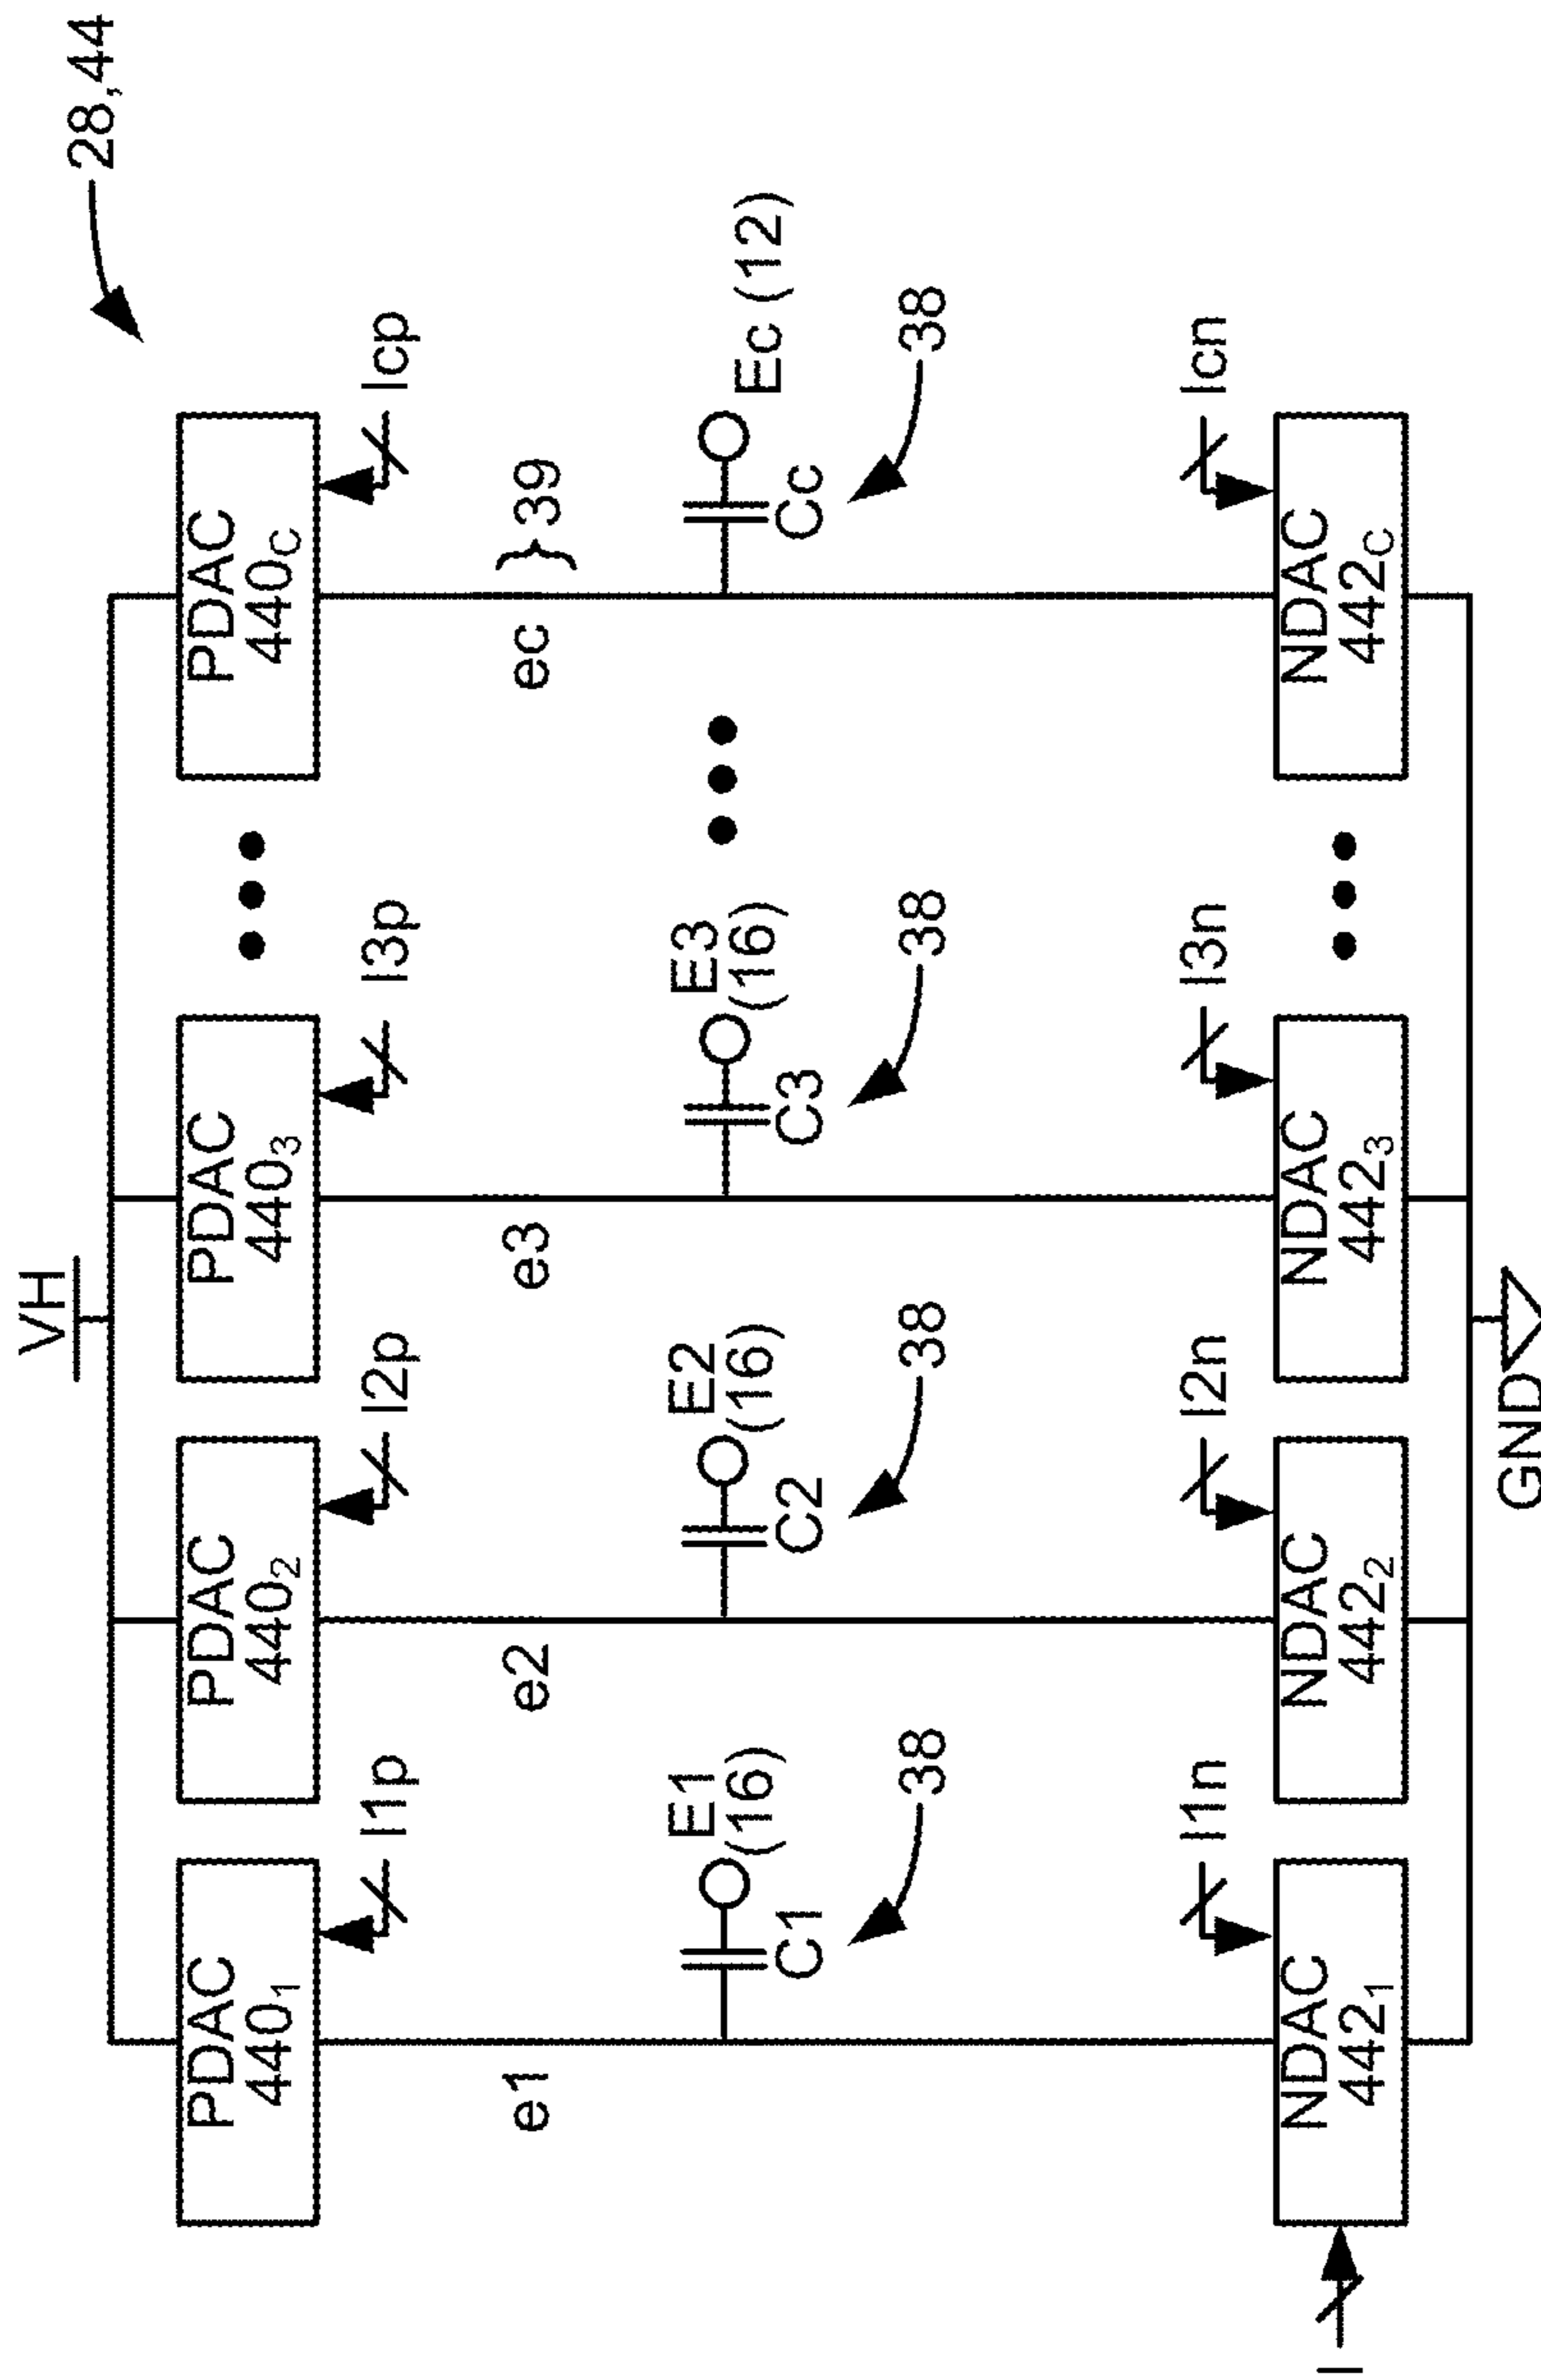 28,44
VH
PDAC
440₁
PDAC
440₂
PDAC
440₃
PDAC
440C
I1p
I2p
I3p
Icp
e1
e2
e3
ec
39
E1
(16)
E2
(16)
E3
(16)
Ec (12)
C1
C2
C3
Cc
38
38
38
38
I1n
I2n
I3n
Icn
I
NDAC
442₁
NDAC
442₂
NDAC
442₃
NDAC
442C
GND